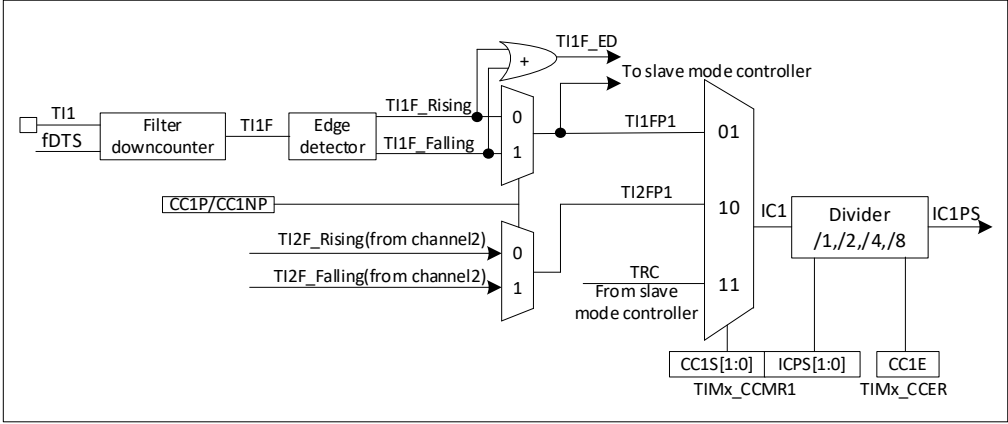 TI1F_ED
+
To slave mode controller
TI1
fDTS
Filter
downcounter
TI1F
Edge
detector
TI1F_Rising
TI1F_Falling
0
1
TI1FP1
01
CC1P/CC1NP
TI2FP1
10
IC1
Divider
/1,/2,/4,/8
IC1PS
TI2F_Rising(from channel2)
TI2F_Falling(from channel2)
0
1
TRC
From slave
mode controller
11
CC1S[1:0]
ICPS[1:0]
CC1E
TIMx_CCMR1
TIMx_CCER